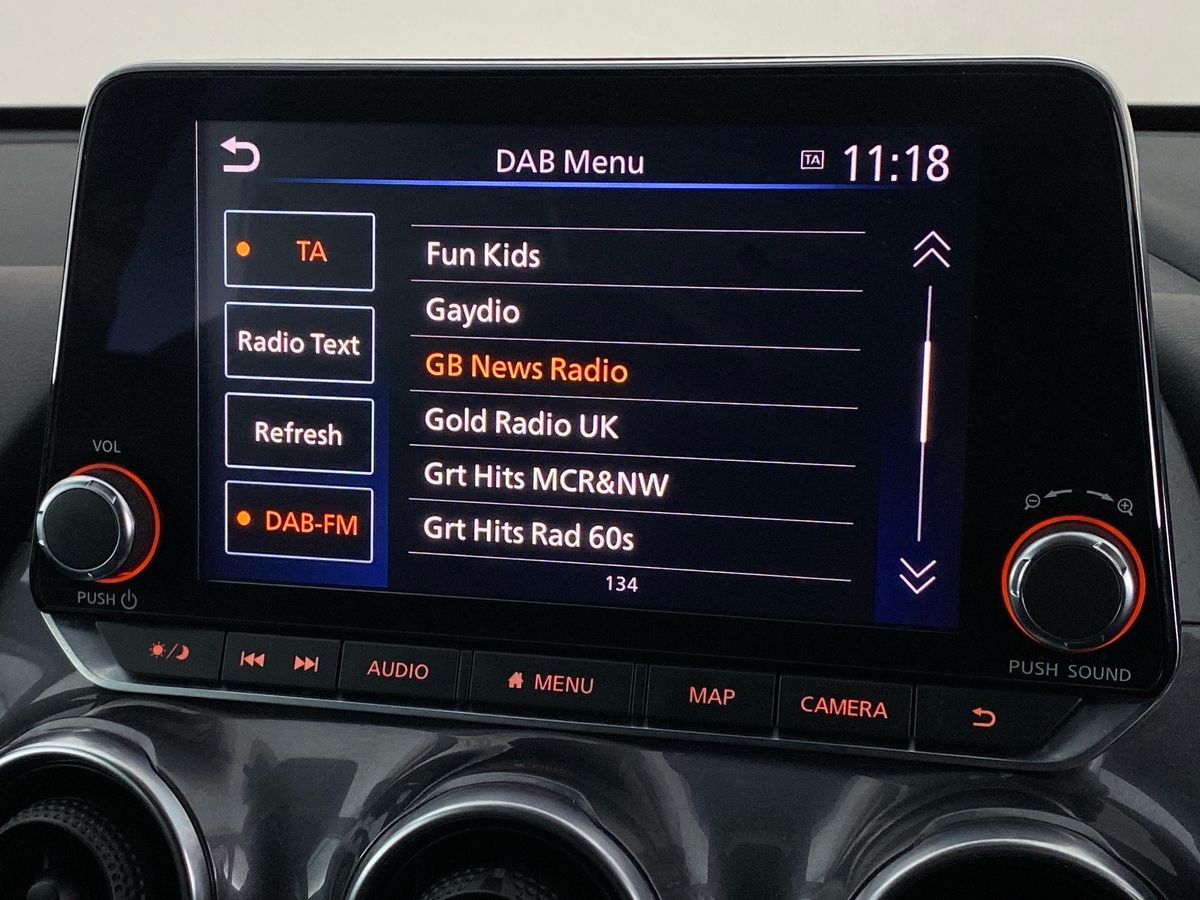 DAB Menu
TA
11:18
TA
Radio Text
Refresh
DAB-FM
Fun Kids
Gaydio
GB News Radio
Gold Radio UK
Grt Hits MCR&NW
Grt Hits Rad 60s
134
VOL
PUSH
PUSH SOUND
AUDIO
MENU
MAP
CAMERA